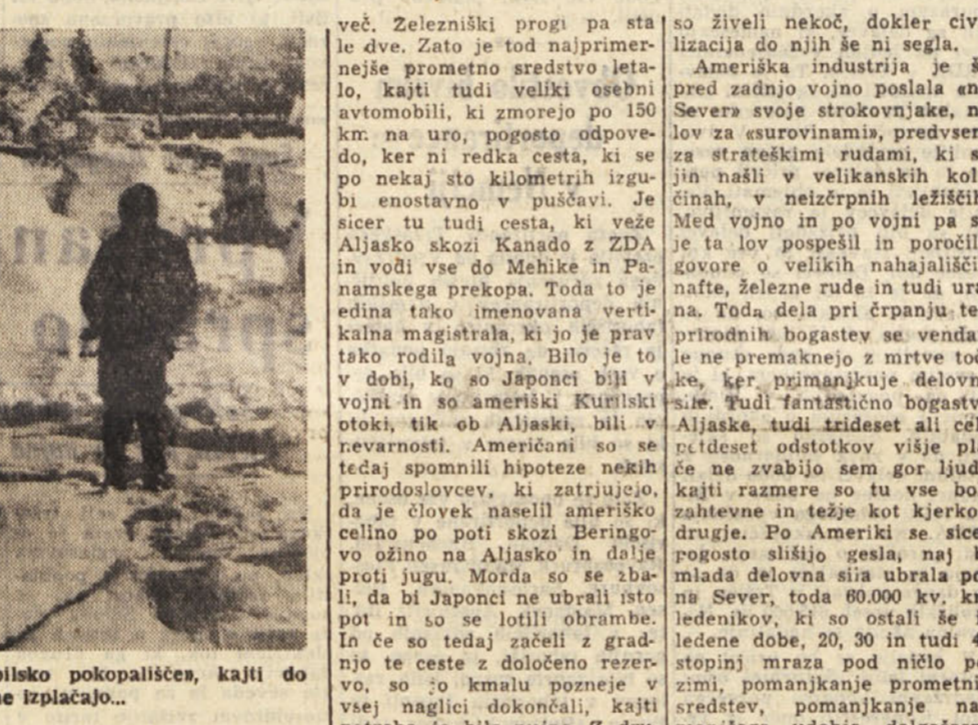 več. Železniški progi pa sta
le dve. Zato je tod najprimer-
nejše prometno sredstvo leta-
lo, kajti tudi veliki osebni
avtomobili, ki zmorejo po 150
km na uro, pogosto odpove-
do, ker ni redka cesta, ki se
po nekaj sto kilometrih izgu-
bi enostavno v puščavi. Je
sicer tu tudi cesta, ki veže
Aljasko skozi Kanado z ZDA
in vodi vse do Mehike in Pa-
namskega prekopa. Toda to je
edina tako imenovana verti-
kalna magistrala, ki jo je prav
tako rodila vojna. Bilo je to
v dobi, ko so Japonci bili v
vojni in so ameriški Kurilski
otoki, tik ob Aljaski, bili v
nevarnosti. Američani so se
tedaj spomnili hipoteze nekih
prirodoslovcev, ki zatrjujejo,
da je človek naselil ameriško
celino po poti skozi Beringo-
vo ožino na Aljasko in dalje
proti jugu. Morda so se zba-
li, da bi Japonci ne ubrali isto
pot in so se lotili obrambe.
In če so tedaj začeli z grad-
njo te ceste z določeno rezer-
vo, so jo kmalu pozneje v
vsej naglici dokončali, kajti
so živeli nekoč, dokler civ
lizacija do njih še ni segla.
Ameriška industrija je š
pred zadnjo vojno poslala «n
Sever» svoje strokovnjake, n
lov za «surovinami», predvsem
za strateškimi rudami, ki s
jih našli v velikanskih kol
činah, v neizčrpnih ležišči
Med vojno in po vojni pa s
je ta lov pospešil in poročil
govore o velikih nahajališči
nafte, železne rude in tudi ura
na. Toda dela pri črpanju te
prirodnih bogastev se venda
le ne premaknejo z mrtve toč
ke, ker primanjkuje delovn
sile. Tudi fantastično bogastv
Aljaske, tudi trideset ali cel
petdeset odstotkov višje pl
če ne zvabijo sem gor ljud
kajti razmere so tu vse bo
zahtevne in težje kot kjerko
drugje. Po Ameriki se sice
pogosto slišijo gesla, naj b
mlada delovna sila ubrala po
na Sever, toda 60.000 kv. km
ledenikov, ki so ostali še i
ledene dobe, 20, 30 in tudi 4
stopinj mraza pod ničlo po
zimi, pomanjkanje prometni
sredstev, pomanjkanje na
bilsko pokopališče», kajti do
ne izplačajo...